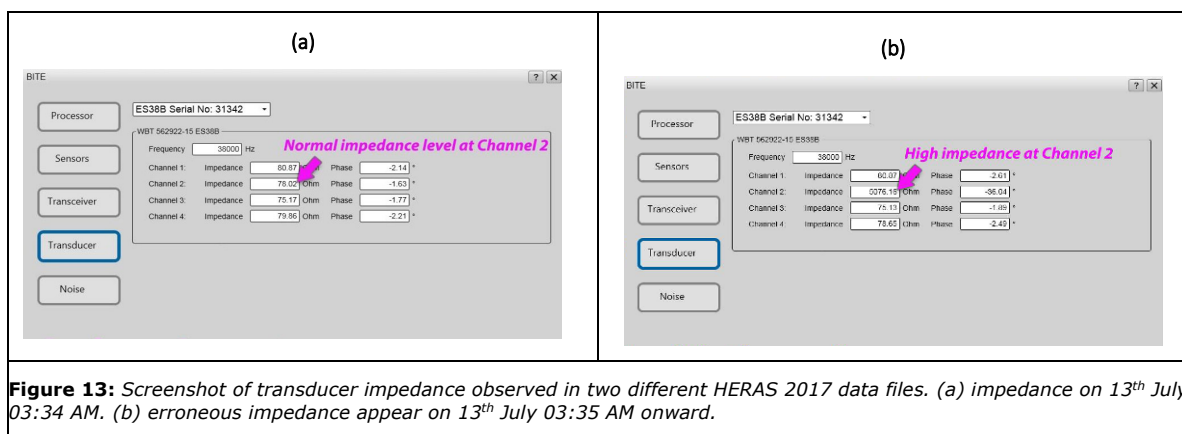 (a)
BITE
? X
Processor
Sensors
Transceiver
Transducer
Noise
ES38B Serial No: 31342
WBT 562922-15 ES38B
Normal impedance level at Channel 2
Frequency 38000 Hz
Channel 1: Impedance 80.87 Phase -2.14 °
Channel 2: Impedance 78.02 Ohm Phase -1.63 °
Channel 3: Impedance 75.17 Ohm Phase -1.77 °
Channel 4: Impedance 79.86 Ohm Phase -2.21 °
(b)
BITE
? X
Processor
Sensors
Transceiver
Transducer
Noise
ES38B Serial No: 31342
WBT 562922-15 ES38B
High impedance at Channel 2
Frequency 38000 Hz
Channel 1: Impedance Phase -2.61 °
Channel 2: Impedance Ohm Phase °
Channel 3: Impedance 75.13 Ohm Phase -1.89 °
Channel 4: Impedance 78.65 Ohm Phase -2.49 °
Figure 13: Screenshot of transducer impedance observed in two different HERAS 2017 data files. (a) impedance on 13th July
03:34 AM. (b) erroneous impedance appear on 13th July 03:35 AM onward.